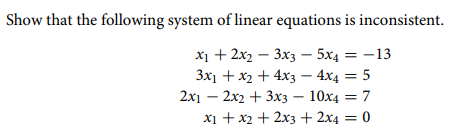 Show that the following system of linear equations is inconsistent.
x₁ + 2x₂ − 3x₃ − 5x₄ = −13
3x₁ + x₂ + 4x₃ − 4x₄ = 5
2x₁ − 2x₂ + 3x₃ − 10x₄ = 7
x₁ + x₂ + 2x₃ + 2x₄ = 0